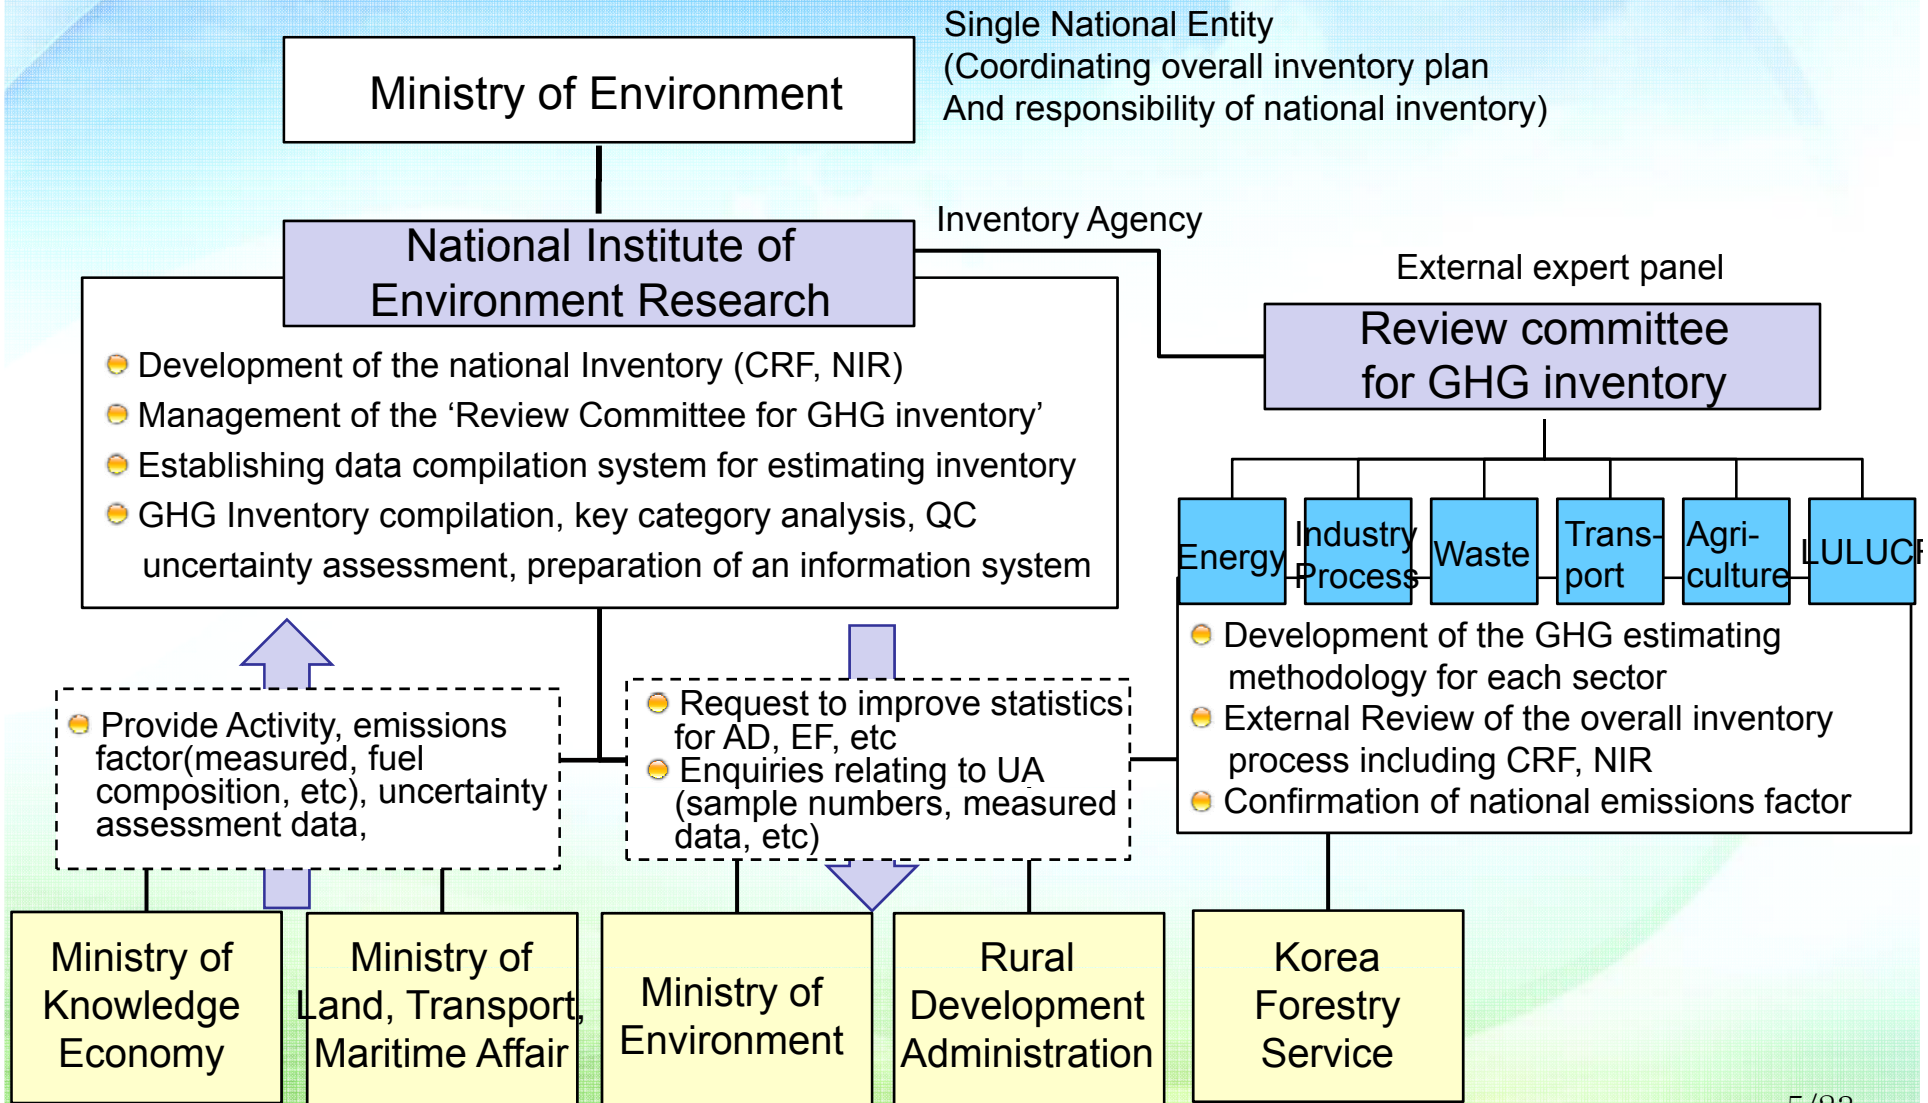 Single National Entity
(Coordinating overall inventory plan
And responsibility of national inventory)
Ministry of Environment
National Institute of
Environment Research
Inventory Agency
External expert panel
Review committee
for GHG inventory
Development of the national Inventory (CRF, NIR)
Management of the ‘Review Committee for GHG inventory’
Establishing data compilation system for estimating inventory
GHG Inventory compilation, key category analysis, QC
uncertainty assessment, preparation of an information system
Energy
Industry
Process
Waste
Trans-
port
Agri-
culture
LULUCF
Development of the GHG estimating
methodology for each sector
External Review of the overall inventory
process including CRF, NIR
Confirmation of national emissions factor
Provide Activity, emissions
factor(measured, fuel
composition, etc), uncertainty
assessment data,
Request to improve statistics
for AD, EF, etc
Enquiries relating to UA
(sample numbers, measured
data, etc)
Ministry of
Knowledge
Economy
Ministry of
Land, Transport,
Maritime Affair
Ministry of
Environment
Rural
Development
Administration
Korea
Forestry
Service